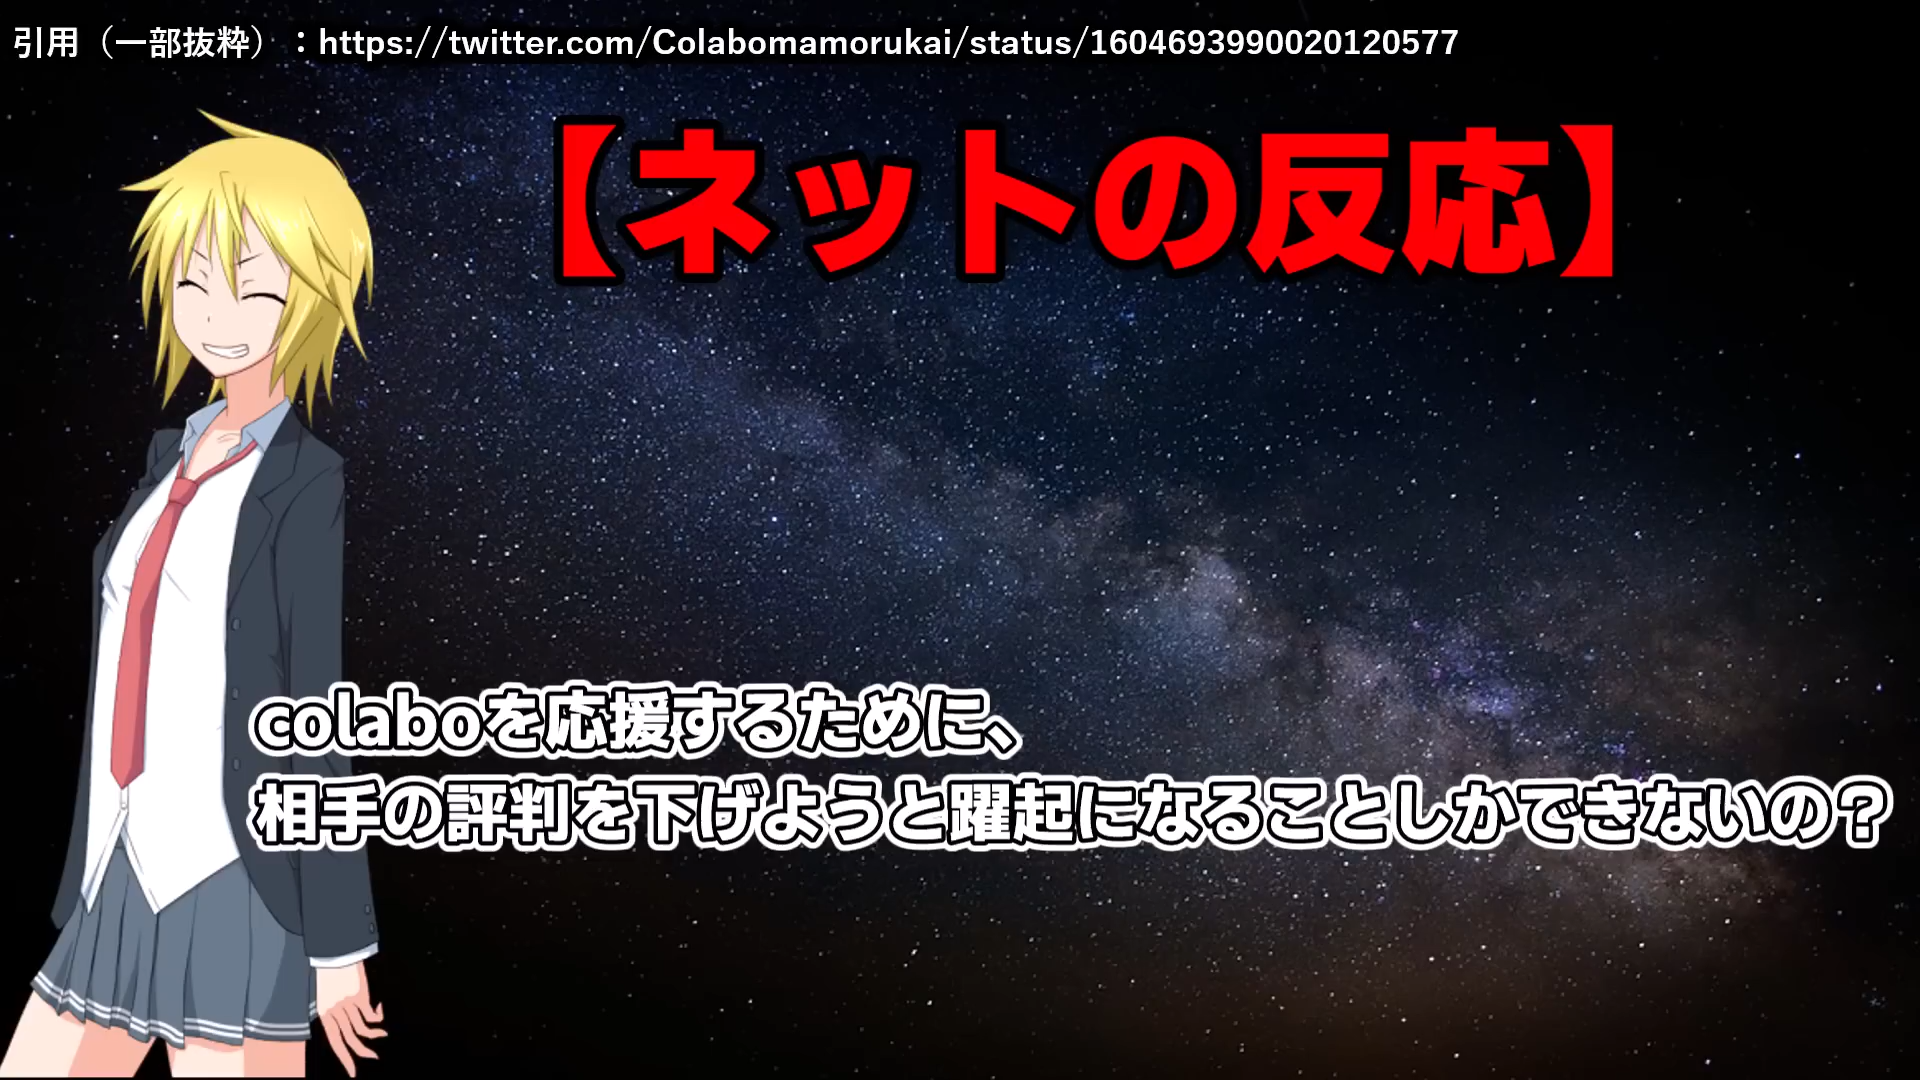 引用（一部抜粋）：https://twitter.com/Colabomamorukai/status/1604693990020120577
【ネットの反応】
colaboを応援するために、
相手の評判を下げようと躍起になることしかできないの？